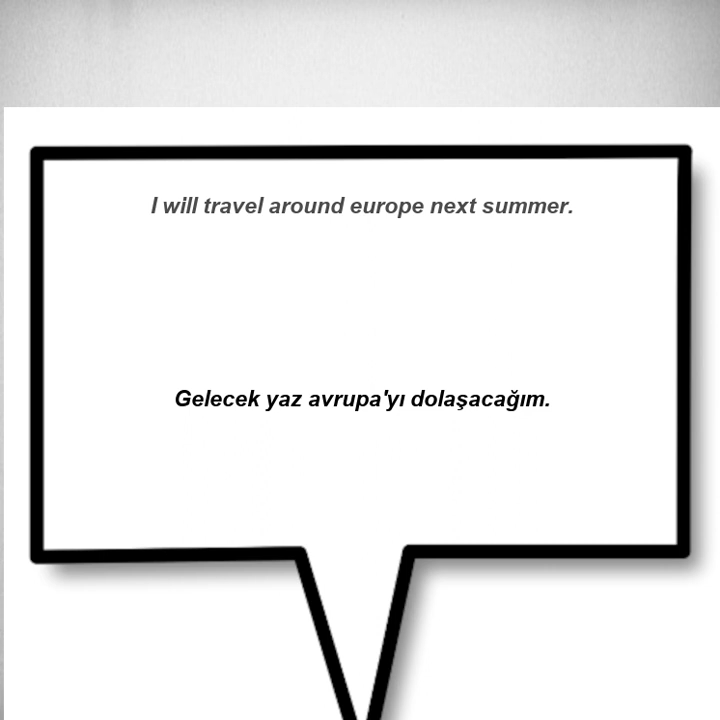 I will travel around europe next summer.
Gelecek yaz avrupa'yı dolaşacağım.